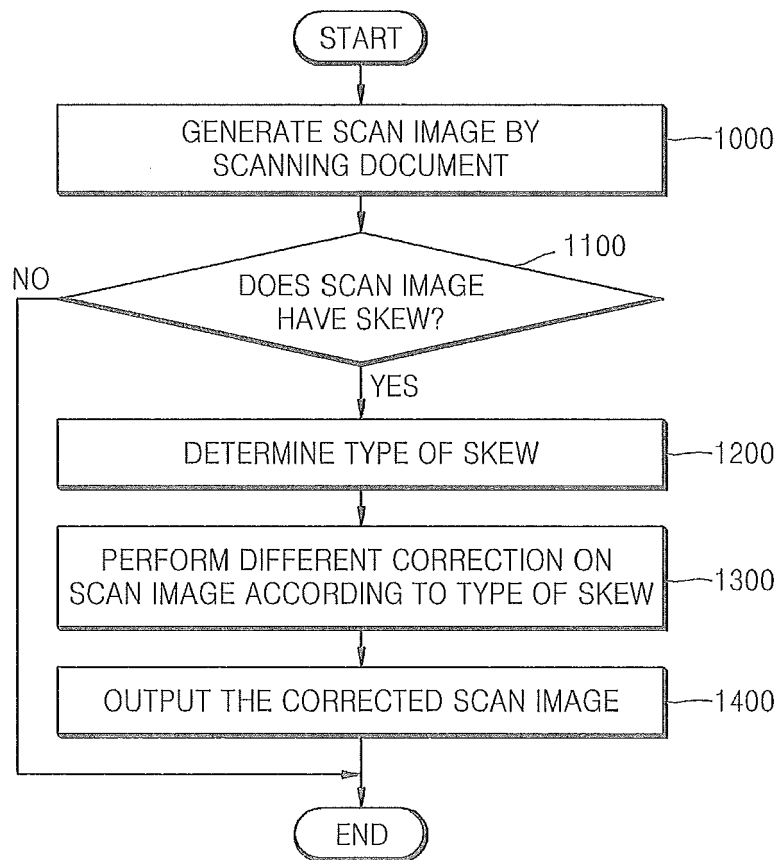 START
GENERATE SCAN IMAGE BY
SCANNING DOCUMENT
1000
1100
NO
DOES SCAN IMAGE
HAVE SKEW?
YES
DETERMINE TYPE OF SKEW
1200
PERFORM DIFFERENT CORRECTION ON
SCAN IMAGE ACCORDING TO TYPE OF SKEW
1300
OUTPUT THE CORRECTED SCAN IMAGE
1400
END